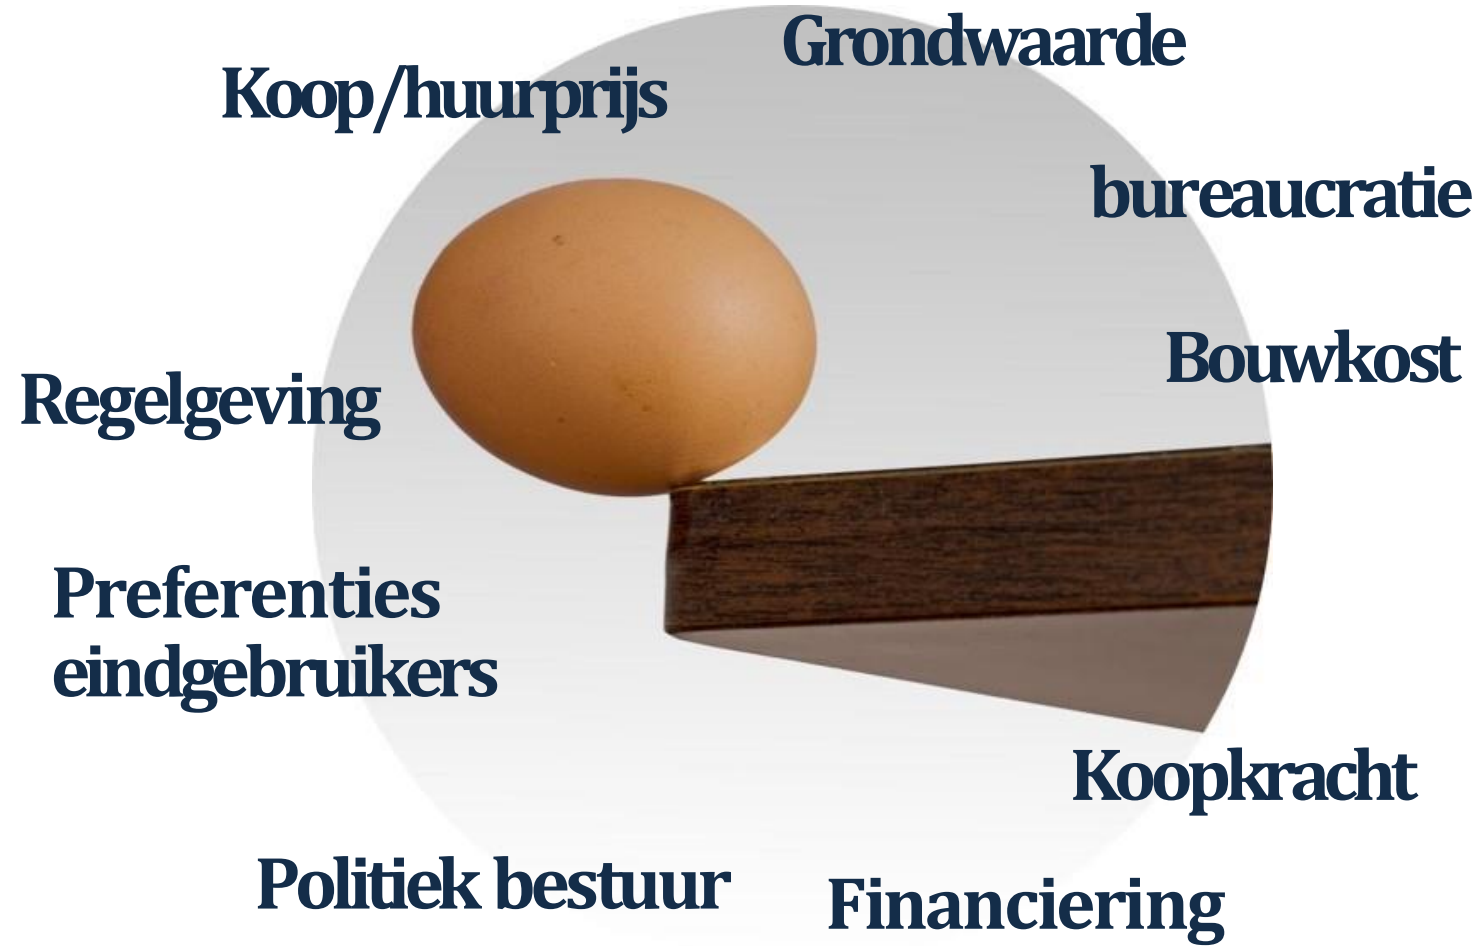 Grondwaarde
Koop/huurprijs
bureaucratie
Bouwkost
Regelgeving
Preferenties
eindgebruikers
Koopkracht
Politiek bestuur
Financiering